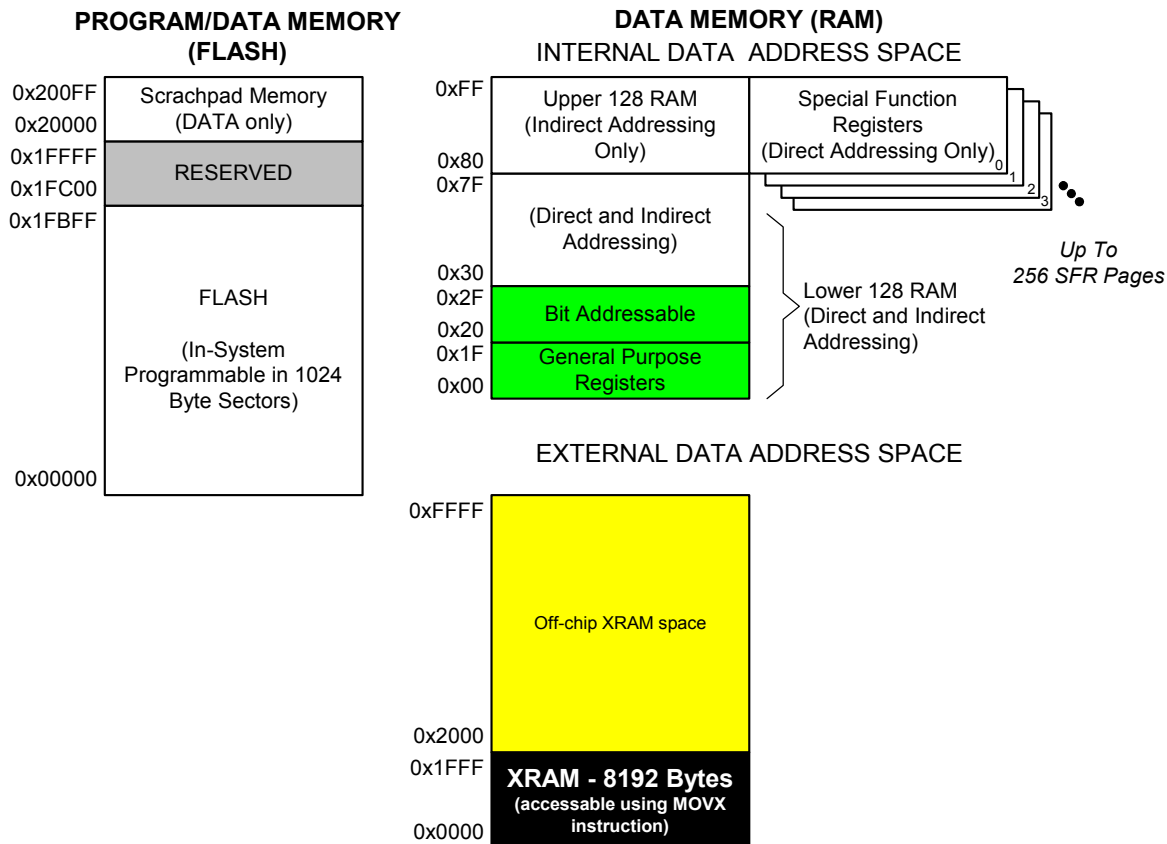 PROGRAM/DATA MEMORY
(FLASH)
0x200FF
Scrachpad Memory
(DATA only)
0x20000
0x1FFFF
RESERVED
0x1FC00
0x1FBFF
FLASH
(In-System
Programmable in 1024
Byte Sectors)
0x00000
DATA MEMORY (RAM)
INTERNAL DATA ADDRESS SPACE
0xFF
Upper 128 RAM
(Indirect Addressing
Only)
0x80
Special Function
Registers
(Direct Addressing Only)
0
1
2
3
Up To
256 SFR Pages
0x7F
(Direct and Indirect
Addressing)
0x30
0x2F
Bit Addressable
0x20
0x1F
General Purpose
Registers
0x00
Lower 128 RAM
(Direct and Indirect
Addressing)
EXTERNAL DATA ADDRESS SPACE
0xFFFF
Off-chip XRAM space
0x2000
0x1FFF
XRAM - 8192 Bytes
(accessable using MOVX
instruction)
0x0000